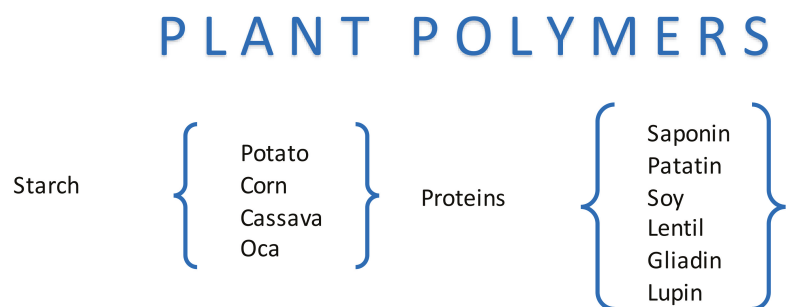 PLANT POLYMERS
Starch
Potato
Corn
Cassava
Oca
Proteins
Saponin
Patatin
Soy
Lentil
Gliadin
Lupin